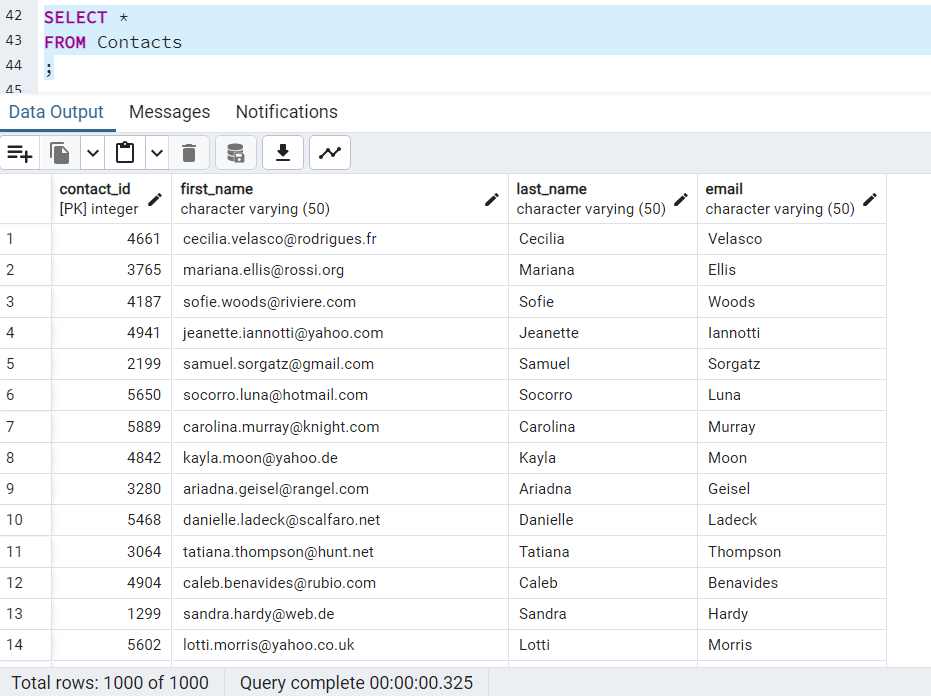 42 SELECT *
43 FROM Contacts
44 ;
45
Data Output Messages Notifications
contact_id first_name last_name email
[PK] integer character varying (50) character varying (50) character varying (50)
1 4661 cecilia.velasco@rodrigues.fr Cecilia Velasco
2 3765 mariana.ellis@rossi.org Mariana Ellis
3 4187 sofie.woods@riviere.com Sofie Woods
4 4941 jeanette.iannotti@yahoo.com Jeanette Iannotti
5 2199 samuel.sorgatz@gmail.com Samuel Sorgatz
6 5650 socorro.luna@hotmail.com Socorro Luna
7 5889 carolina.murray@knight.com Carolina Murray
8 4842 kayla.moon@yahoo.de Kayla Moon
9 3280 ariadna.geisel@rangel.com Ariadna Geisel
10 5468 danielle.ladeck@scalfaro.net Danielle Ladeck
11 3064 tatiana.thompson@hunt.net Tatiana Thompson
12 4904 caleb.benavides@rubio.com Caleb Benavides
13 1299 sandra.hardy@web.de Sandra Hardy
14 5602 lotti.morris@yahoo.co.uk Lotti Morris
Total rows: 1000 of 1000 Query complete 00:00:00.325